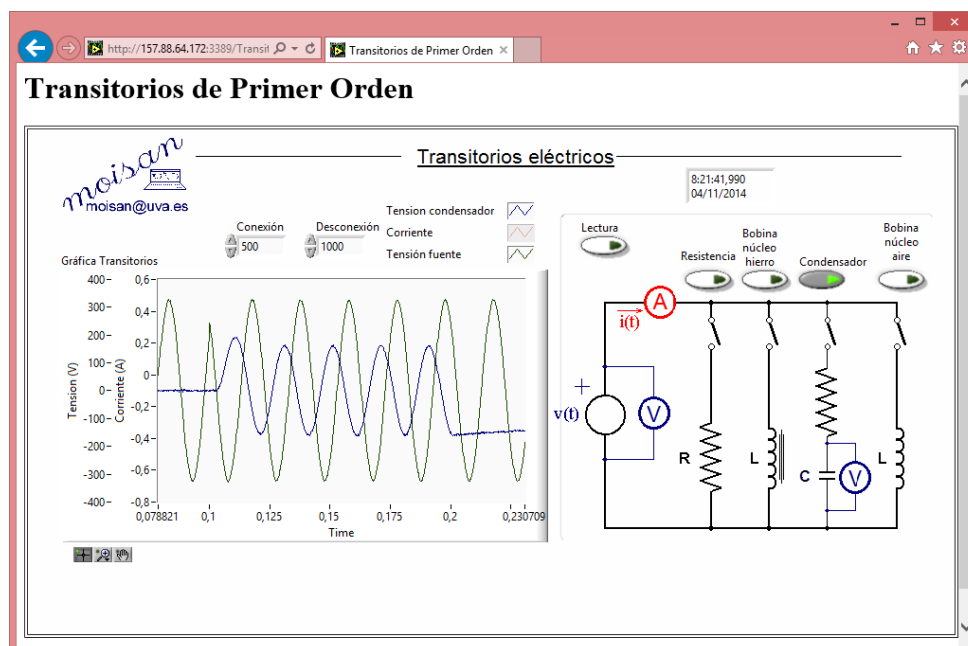 http://157.88.64.172:3389/Transit
Transitorios de Primer Orden
Transitorios de Primer Orden
moisan
moisan@uva.es
Transitorios eléctricos
8:21:41,990
04/11/2014
Conexión
500
Desconexión
1000
Tension condensador
Corriente
Tensión fuente
Lectura
Resistencia
Bobina
núcleo
hierro
Condensador
Bobina
núcleo
aire
Gráfica Transitorios
Tension (V)
400-
300-
200-
100-
0-
-100-
-200-
-300-
-400-
Corriente (A)
0,6-
0,4-
0,2-
0-
-0,2-
-0,4-
-0,6-
-0,8-
0,078821 0,1 0,125 0,15 0,175 0,2 0,230709
Time
A
i(t)
+
v(t)
V
R
L
C
V
L